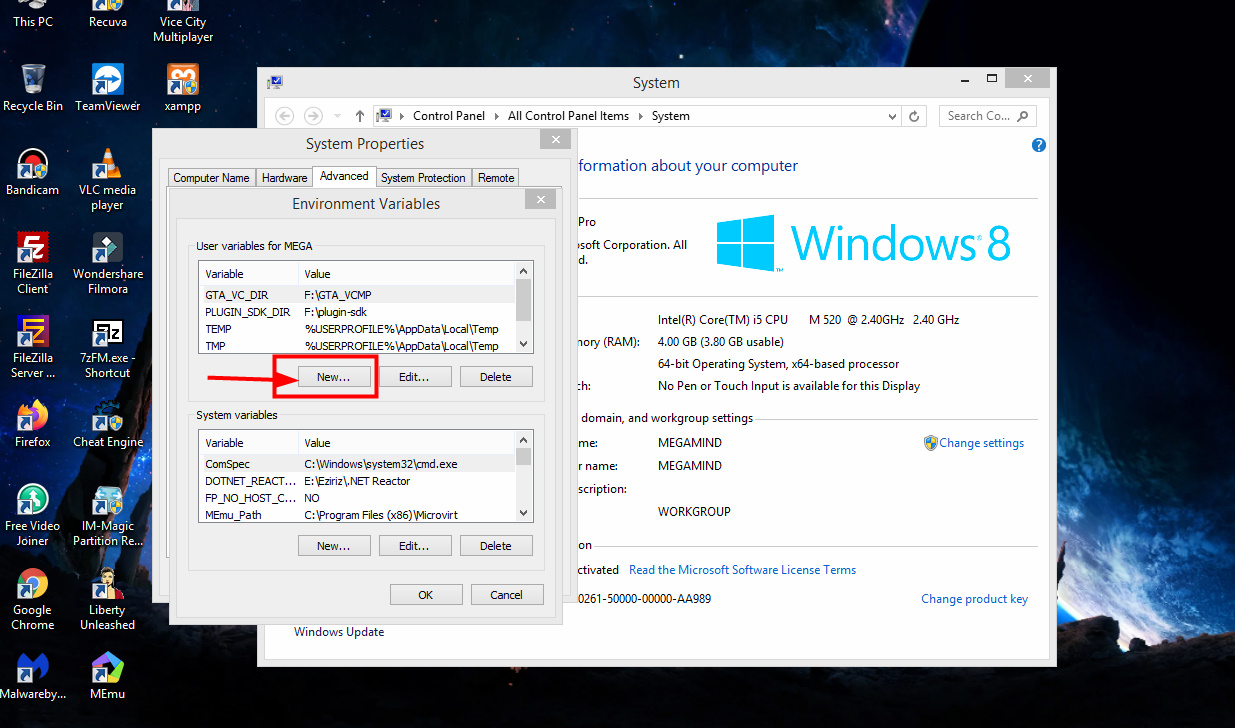 This PC
Recuva
Vice City
Multiplayer
Recycle Bin
TeamViewer
xampp
Bandicam
VLC media
player
FileZilla
Client
Wondershare
Filmora
FileZilla
Server ...
7zFM.exe -
Shortcut
Firefox
Cheat Engine
Free Video
Joiner
IM-Magic
Partition Re...
Google
Chrome
Liberty
Unleashed
Malwareby...
MEmu
System
Control Panel
All Control Panel Items
System
Search Co...
System Properties
Computer Name
Hardware
Advanced
System Protection
Remote
Environment Variables
User variables for MEGA
Variable Value
GTA_VC_DIR F:\GTA_VCMP
PLUGIN_SDK_DIR F:\plugin-sdk
TEMP %USERPROFILE%\AppData\Local\Temp
TMP %USERPROFILE%\AppData\Local\Temp
New... Edit... Delete
System variables
Variable Value
ComSpec C:\Windows\system32\cmd.exe
DOTNET_REACT... E:\Eziriz\.NET Reactor
FP_NO_HOST_C... NO
MEmu_Path C:\Program Files (x86)\Microvirt
New... Edit... Delete
OK Cancel
nformation about your computer
Pro
soft Corporation. All
d.
Windows 8
Intel(R) Core(TM) i5 CPU M 520 @ 2.40GHz 2.40 GHz
nory (RAM): 4.00 GB (3.80 GB usable)
64-bit Operating System, x64-based processor
ch: No Pen or Touch Input is available for this Display
domain, and workgroup settings
me: MEGAMIND Change settings
r name: MEGAMIND
scription:
WORKGROUP
on
ctivated Read the Microsoft Software License Terms
0261-50000-00000-AA989 Change product key
Windows Update